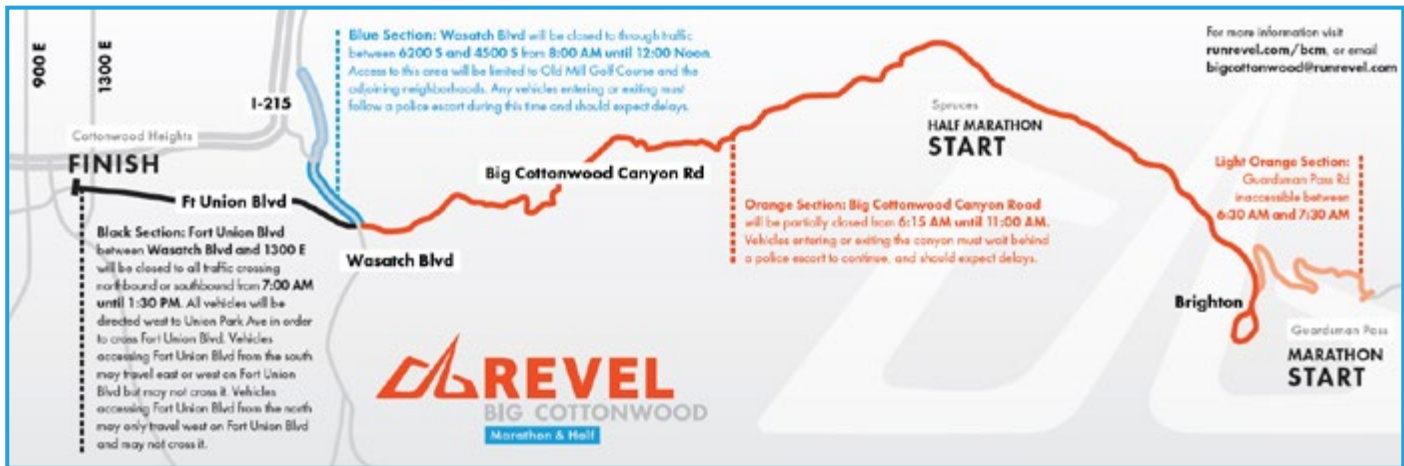 900 E
1300 E
I-215
Cottonwood Heights
FINISH
Ft Union Blvd
Black Section: Fort Union Blvd
between Wasatch Blvd and 1300 E
will be closed to all traffic crossing
northbound or southbound from 7:00 AM
until 1:30 PM. All vehicles will be
directed west to Union Park Ave in order
to cross Fort Union Blvd. Vehicles
accessing Fort Union Blvd from the south
may travel east or west on Fort Union
Blvd but may not cross it. Vehicles
accessing Fort Union Blvd from the north
may only travel west on Fort Union Blvd
and may not cross it.
Blue Section: Wasatch Blvd will be closed to through traffic
between 6200 S and 4500 S from 8:00 AM until 12:00 Noon.
Access to this area will be limited to Old Mill Golf Course and the
adjoining neighborhoods. Any vehicles entering or exiting must
follow a police escort during this time and should expect delays.
Big Cottonwood Canyon Rd
Wasatch Blvd
REVEL
BIG COTTONWOOD
Marathon & Half
Spruces
HALF MARATHON
START
Orange Section: Big Cottonwood Canyon Road
will be partially closed from 6:15 AM until 11:00 AM.
Vehicles entering or exiting the canyon must wait behind
a police escort to continue, and should expect delays.
For more information visit
runrevel.com/bcm, or email
bigcottonwood@runrevel.com
Light Orange Section:
Guardsman Pass Rd
inaccessible between
6:30 AM and 7:30 AM
Brighton
Guardsman Pass
MARATHON
START